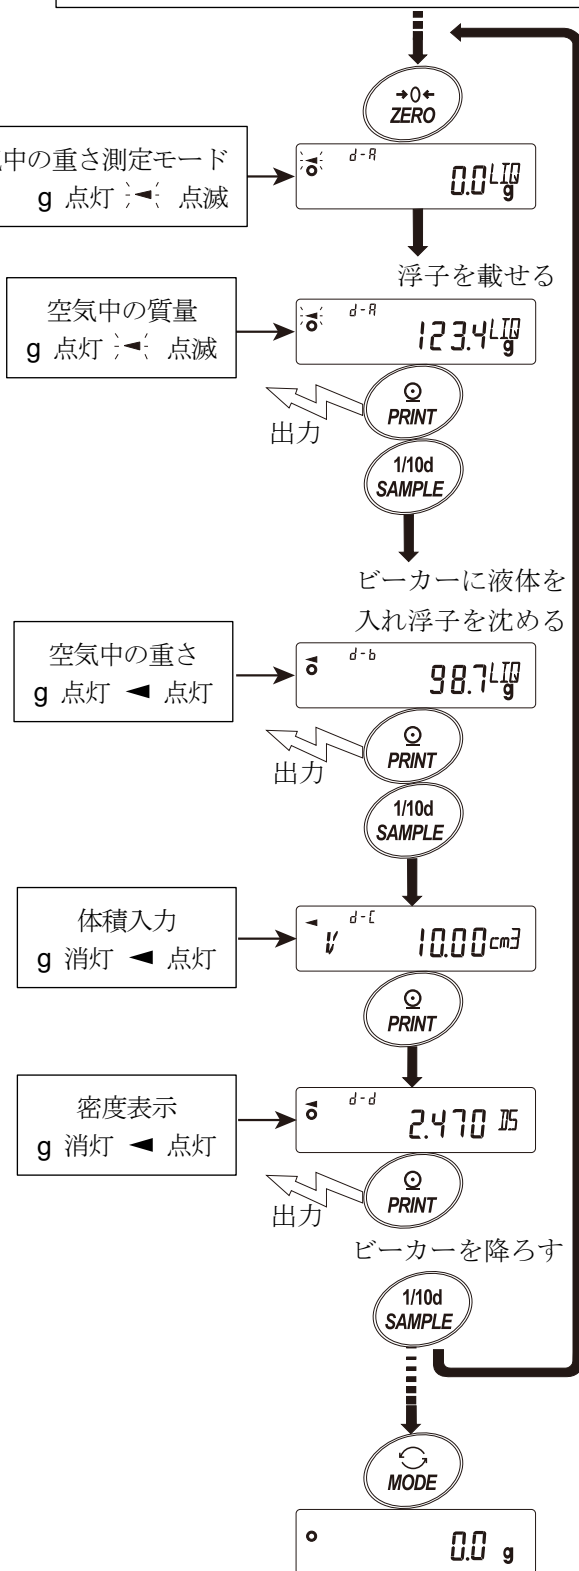 →0←
ZERO
中の重さ測定モード
g 点灯 ◄ 点滅
d-A
0.0 LIQ g
浮子を載せる
空気中の質量
g 点灯 ◄ 点滅
d-A
123.4 LIQ g
PRINT
出力
1/10d
SAMPLE
ビーカーに液体を
入れ浮子を沈める
空気中の重さ
g 点灯 ◄ 点灯
d-b
98.7 LIQ g
PRINT
出力
1/10d
SAMPLE
体積入力
g 消灯 ◄ 点灯
d-C
V 10.00 cm3
PRINT
密度表示
g 消灯 ◄ 点灯
d-d
2.470 DS
PRINT
出力
ビーカーを降ろす
1/10d
SAMPLE
MODE
0.0 g